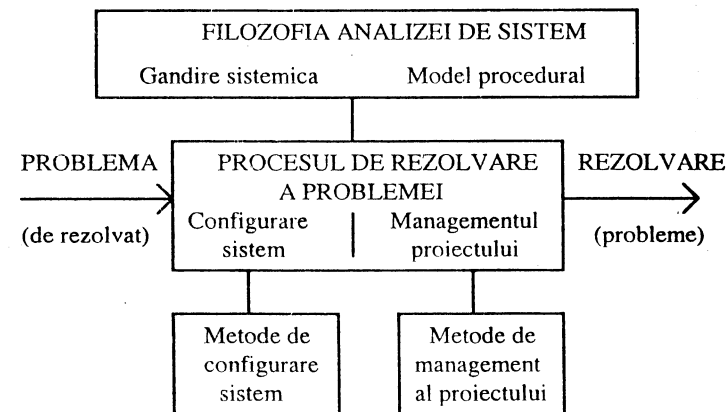 FILOZOFIA ANALIZEI DE SISTEM
Gandire sistemica Model procedural
PROBLEMA
(de rezolvat)
PROCESUL DE REZOLVARE
A PROBLEMEI
Configurare
sistem
Managementul
proiectului
REZOLVARE
(probleme)
Metode de
configurare
sistem
Metode de
management
al proiectului